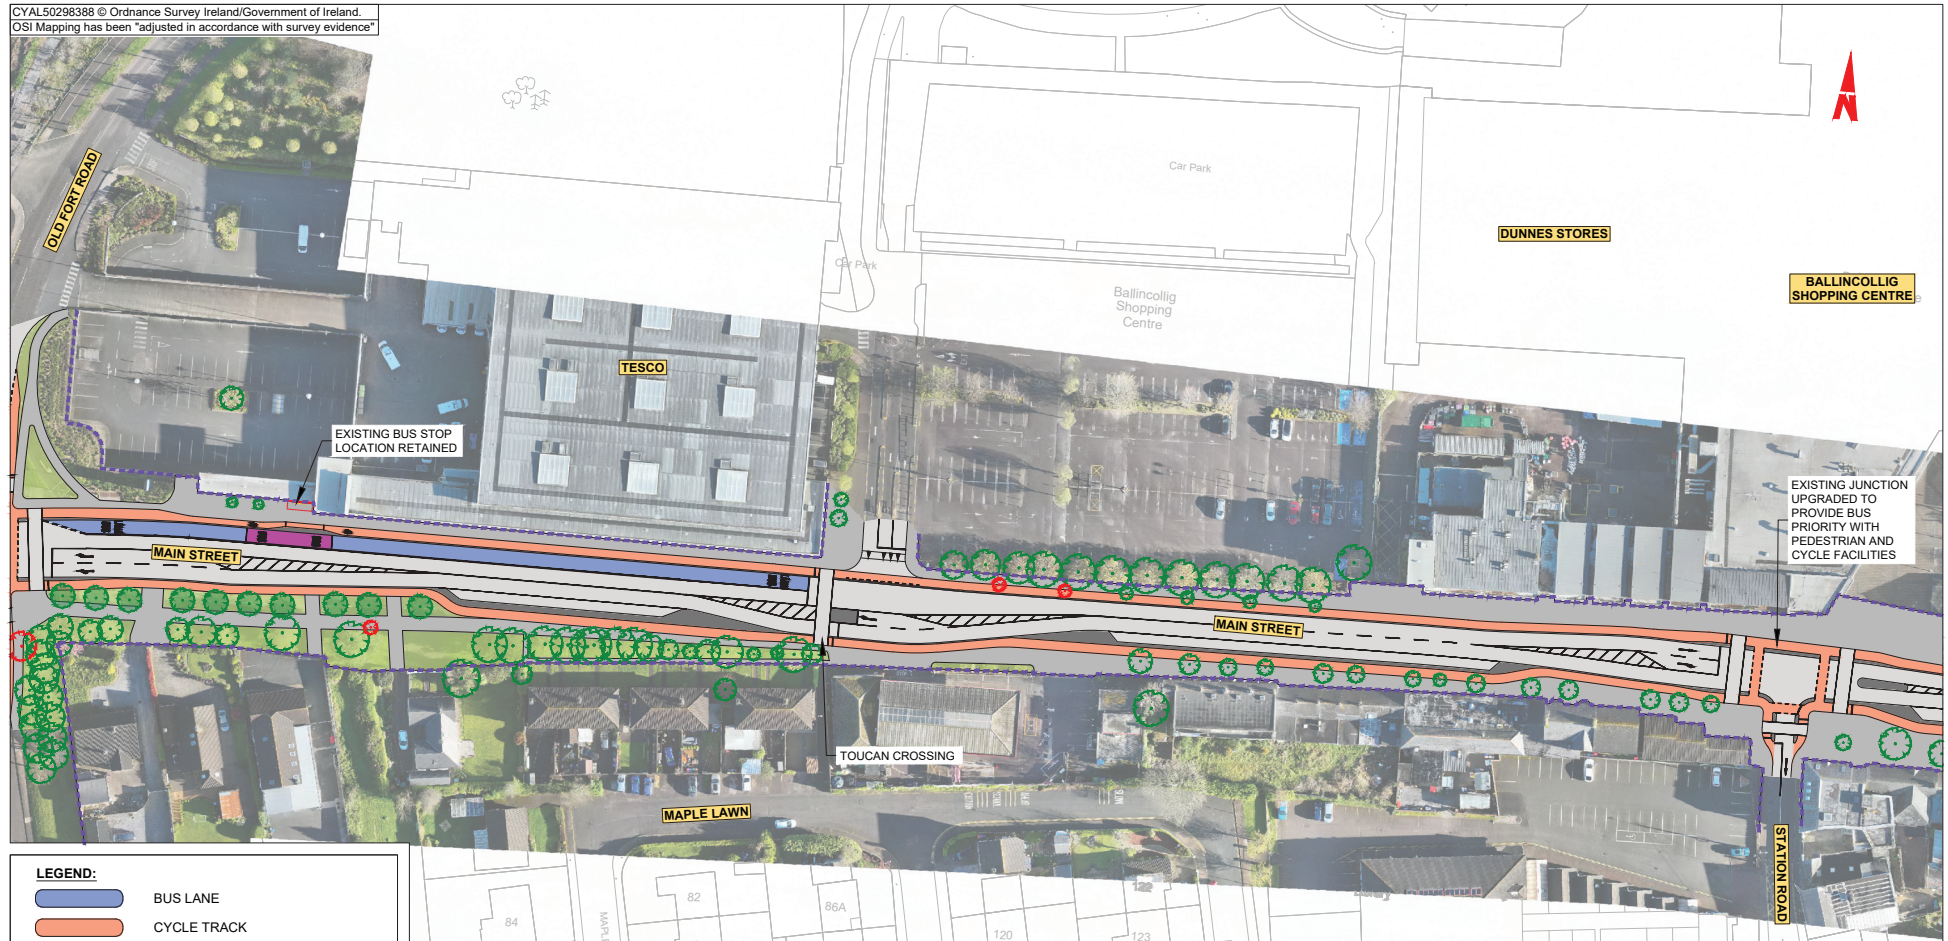 CYAL50298388 © Ordnance Survey Ireland/Government of Ireland.
OSI Mapping has been "adjusted in accordance with survey evidence"
N
OLD FORT ROAD
Car Park
DUNNES STORES
Car Park
BALLINCOLLIG
SHOPPING CENTRE
Ballincollig
Shopping
Centre
TESCO
EXISTING BUS STOP
LOCATION RETAINED
EXISTING JUNCTION
UPGRADED TO
PROVIDE BUS
PRIORITY WITH
PEDESTRIAN AND
CYCLE FACILITIES
MAIN STREET
MAIN STREET
TOUCAN CROSSING
MAPLE LAWN
STATION ROAD
LEGEND:
BUS LANE
CYCLE TRACK
84
82
86A
120
122
123